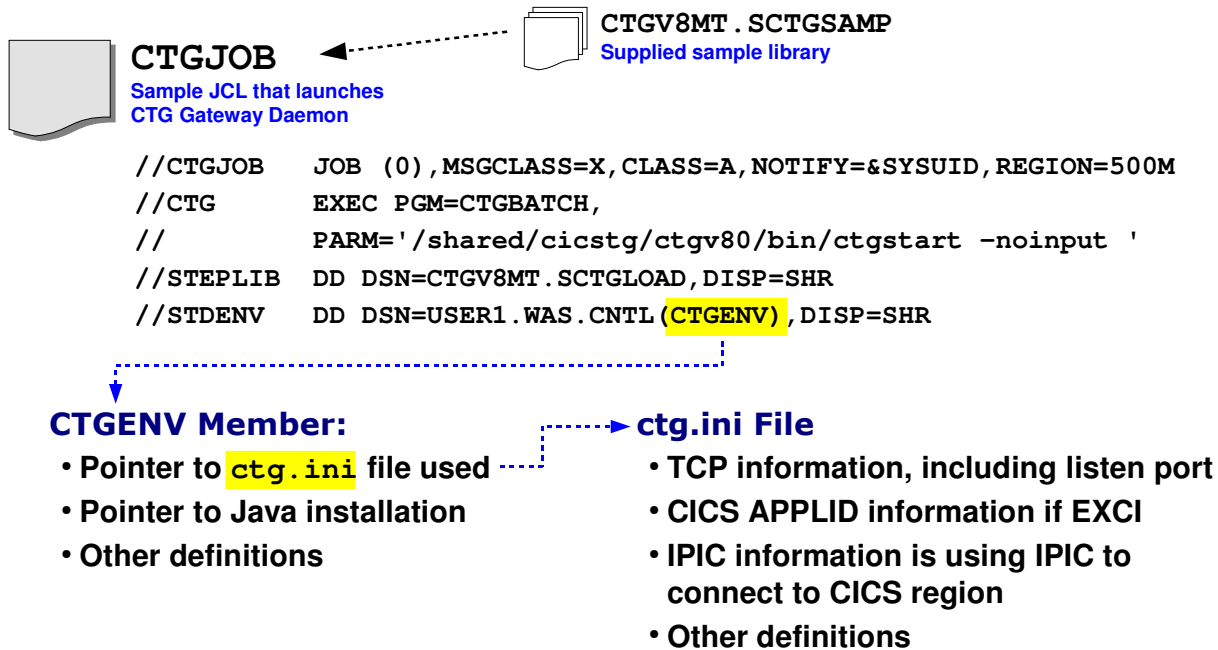 CTGV8MT.SCTGSAMP
Supplied sample library
CTGJOB
Sample JCL that launches
CTG Gateway Daemon
//CTGJOB   JOB (0),MSGCLASS=X,CLASS=A,NOTIFY=&SYSUID,REGION=500M
//CTG      EXEC PGM=CTGBATCH,
//         PARM='/shared/cicstg/ctgv80/bin/ctgstart –noinput '
//STEPLIB  DD DSN=CTGV8MT.SCTGLOAD,DISP=SHR
//STDENV   DD DSN=USER1.WAS.CNTL(CTGENV),DISP=SHR
CTGENV Member:
• Pointer to ctg.ini file used
• Pointer to Java installation
• Other definitions
ctg.ini File
• TCP information, including listen port
• CICS APPLID information if EXCI
• IPIC information is using IPIC to
connect to CICS region
• Other definitions